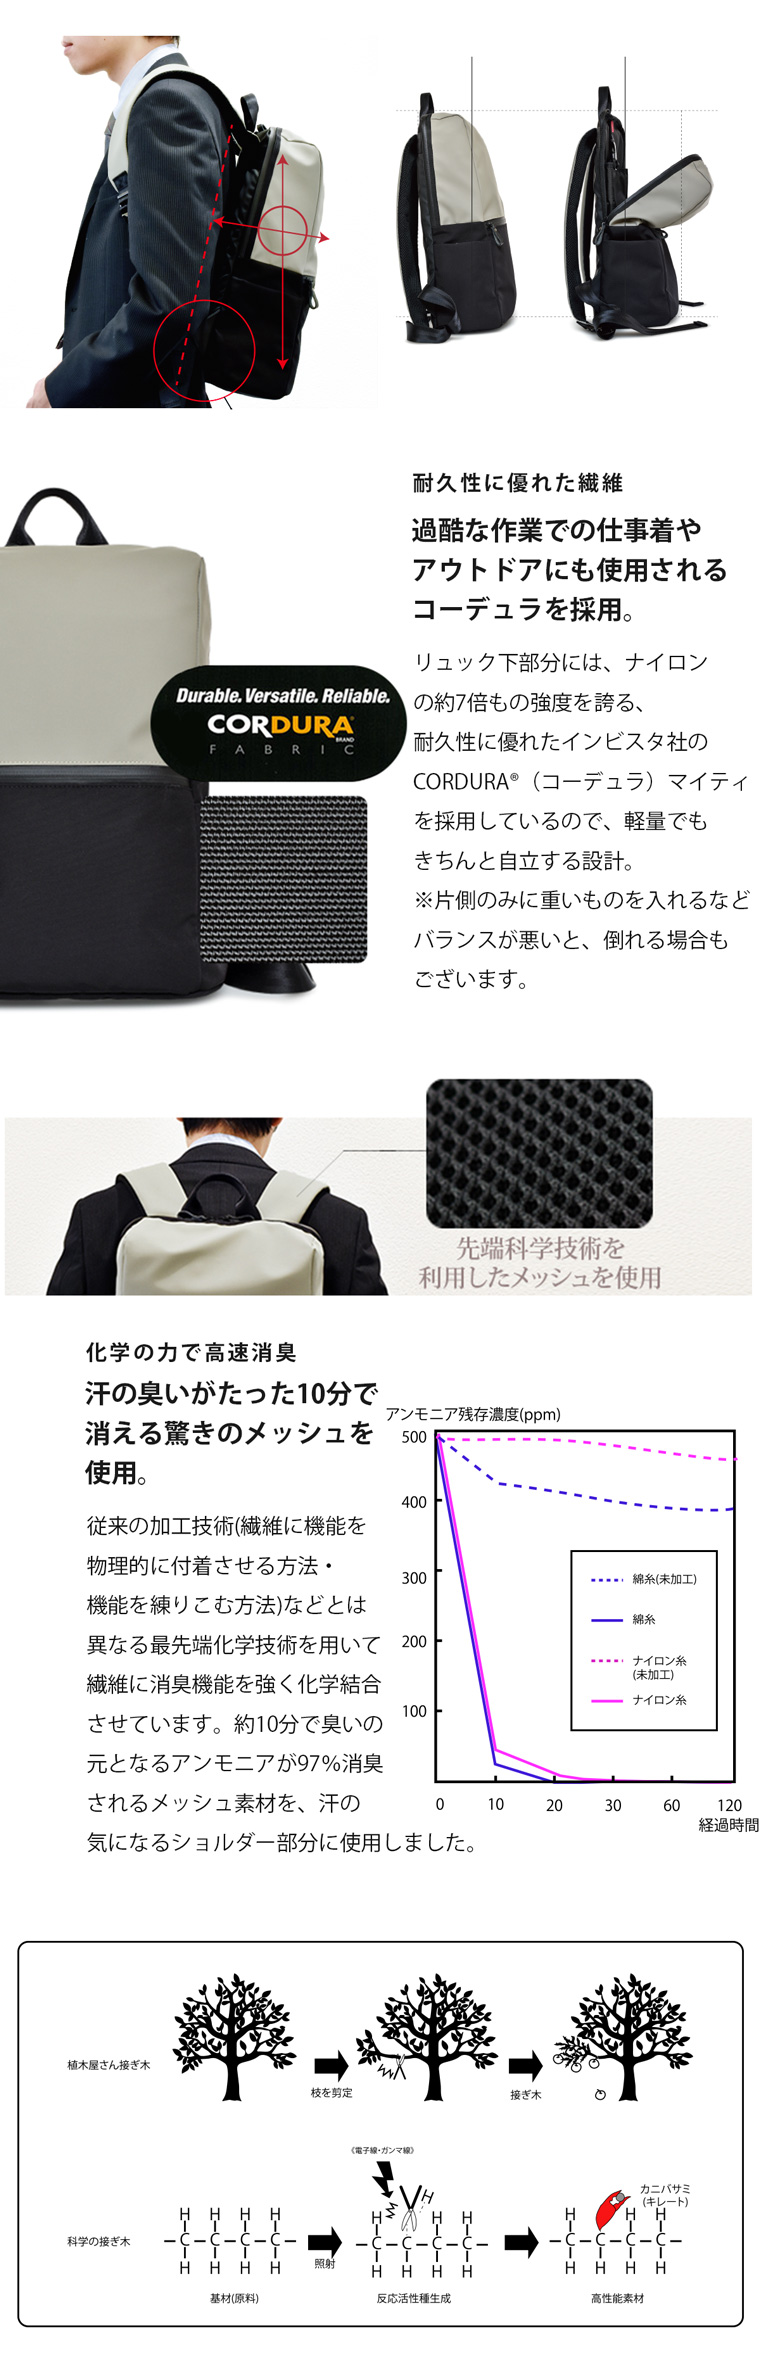 耐久性に優れた繊維
過酷な作業での仕事着や
アウトドアにも使用される
コーデュラを採用。
リュック下部分には、ナイロン
の約7倍もの強度を誇る、
耐久性に優れたインビスタ社の
CORDURA®（コーデュラ）マイティ
を採用しているので、軽量でも
きちんと自立する設計。
※片側のみに重いものを入れるなど
バランスが悪いと、倒れる場合も
ございます。
Durable. Versatile. Reliable.
CORDURA®
BRAND
FABRIC
先端科学技術を
利用したメッシュを使用
化学の力で高速消臭
汗の臭いがたった10分で
消える驚きのメッシュを
使用。
従来の加工技術(繊維に機能を
物理的に付着させる方法・
機能を練りこむ方法)などとは
異なる最先端化学技術を用いて
繊維に消臭機能を強く化学結合
させています。約10分で臭いの
元となるアンモニアが97%消臭
されるメッシュ素材を、汗の
気になるショルダー部分に使用しました。
アンモニア残存濃度(ppm)
500
400
300
200
100
綿糸(未加工)
綿糸
ナイロン糸
(未加工)
ナイロン糸
0 10 20 30 60 120
経過時間
植木屋さん接ぎ木
枝を剪定
接ぎ木
《電子線・ガンマ線》
カニバサミ
(キレート)
科学の接ぎ木
H H H H
C C C C
H H H H
照射
H H H H
C C C C
H H H H
H H H
C C C C
H H H H
基材(原料)
反応活性種生成
高性能素材